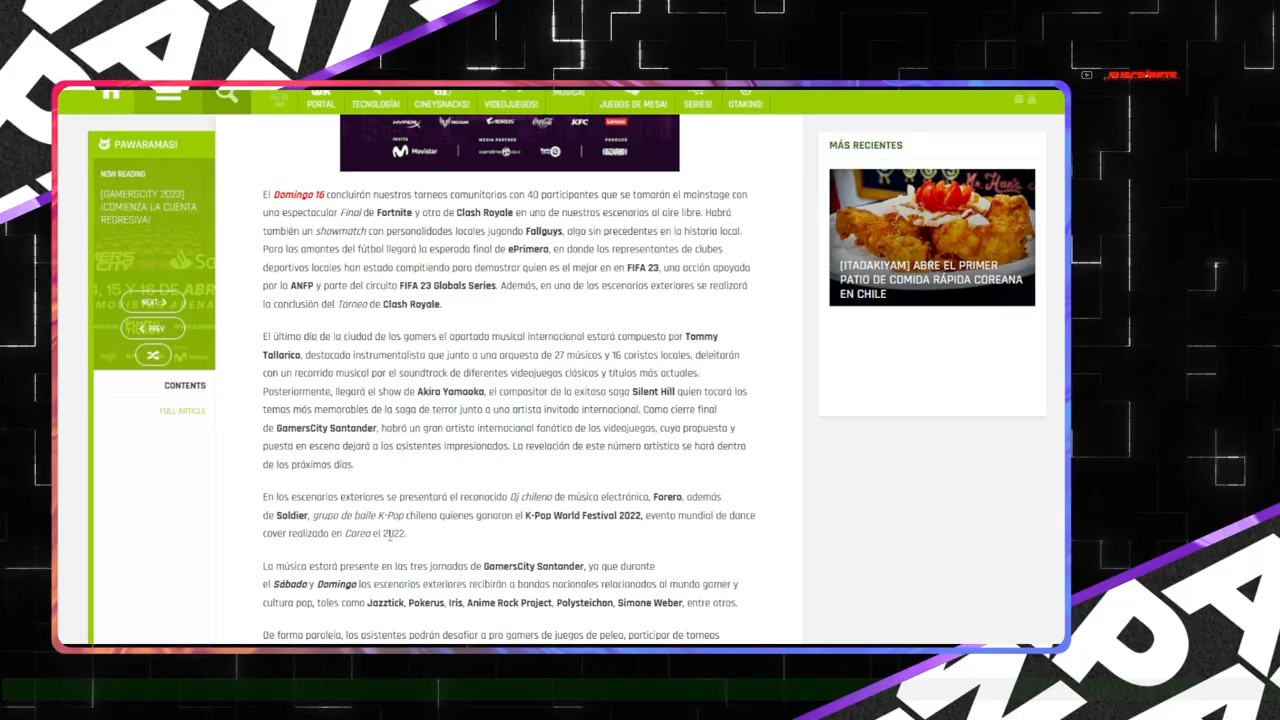 SUSCRÍBETE
PORTAL
TECNOLOGÍA!
CINEYSNACKS!
VIDEOJUEGOS!
MUSICA!
JUEGOS DE MESA!
SERIES!
OTAKING!
PAWARAMAS!
NOW READING
[GAMERSCITY 2023]
¡COMIENZA LA CUENTA
REGRESIVA!
NEXT
PREV
CONTENTS
FULL ARTICLE
HYPERX
AORUS
Coca-Cola
KFC
Lenovo
INVITA
MEDIA PARTNER
PRODUCE
Movistar
carolina
BIZARRO
El Domingo 16 concluirán nuestros torneos comunitarios con 40 participantes que se tomarán el mainstage con
una espectacular Final de Fortnite y otra de Clash Royale en uno de nuestros escenarios al aire libre. Habrá
también un showmatch con personalidades locales jugando Fallguys, algo sin precedentes en la historia local.
Para los amantes del fútbol llegará la esperada final de ePrimera, en donde los representantes de clubes
deportivos locales han estado compitiendo para demostrar quien es el mejor en en FIFA 23, una acción apoyada
por la ANFP y parte del circuito FIFA 23 Globals Series. Además, en uno de los escenarios exteriores se realizará
la conclusión del Torneo de Clash Royale.
El último día de la ciudad de los gamers el apartado musical internacional estará compuesto por Tommy
Tallarico, destacado instrumentalista que junto a una orquesta de 27 músicos y 16 coristas locales, deleitarán
con un recorrido musical por el soundtrack de diferentes videojuegos clásicos y títulos más actuales.
Posteriormente, llegará el show de Akira Yamaoka, el compositor de la exitosa saga Silent Hill quien tocará los
temas más memorables de la saga de terror junto a una artista invitada internacional. Como cierre final
de GamersCity Santander, habrá un gran artista internacional fanático de los videojuegos, cuya propuesta y
puesta en escena dejará a los asistentes impresionados. La revelación de este número artístico se hará dentro
de los próximas días.
En los escenarios exteriores se presentará el reconocido Dj chileno de música electrónica, Forero, además
de Soldier, grupo de baile K-Pop chileno quienes ganaron el K-Pop World Festival 2022, evento mundial de dance
cover realizado en Corea el 2022.
La música estará presente en las tres jornadas de GamersCity Santander, ya que durante
el Sábado y Domingo los escenarios exteriores recibirán a bandas nacionales relacionados al mundo gamer y
cultura pop, tales como Jazztick, Pokerus, Iris, Anime Rock Project, Polysteichon, Simone Weber, entre otros.
De forma paralela, los asistentes podrán desafiar a pro gamers de juegos de pelea, participar de torneos
MÁS RECIENTES
[ITADAKIYAM] ABRE EL PRIMER
PATIO DE COMIDA RÁPIDA COREANA
EN CHILE